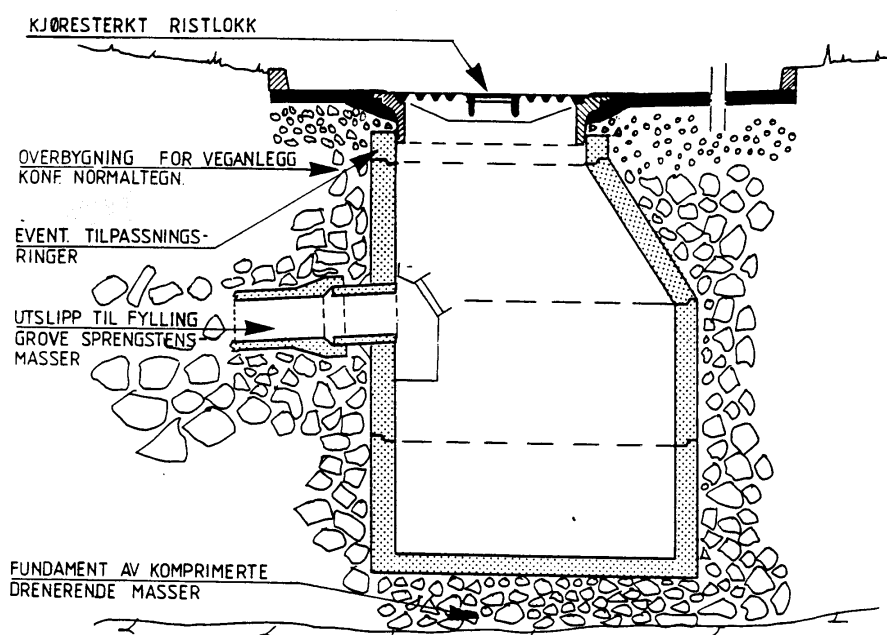 KJØRESTERKT RISTLOKK
OVERBYGNING FOR VEGANLEGG
KONF. NORMALTEGN.
EVENT. TILPASSNINGS-
RINGER
UTSLIPP TIL FYLLING
GROVE SPRENGSTENS-
MASSER
FUNDAMENT AV KOMPRIMERTE
DRENERENDE MASSER